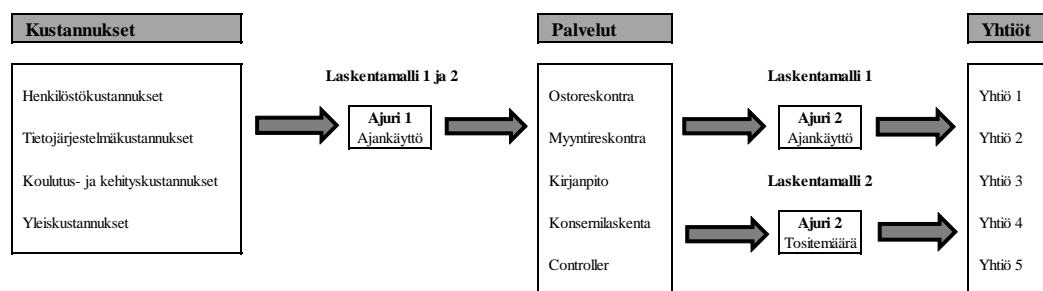 Kustannukset
Palvelut
Yhtiöt
Laskentamalli 1 ja 2
Laskentamalli 1
Henkilöstökustannukset
Tietojärjestelmäkustannukset
Koulutus- ja kehityskustannukset
Yleiskustannukset
Ajuri 1
Ajankäyttö
Ostoreskontra
Myyntireskontra
Kirjanpito
Konsernilaskenta
Controller
Ajuri 2
Ajankäyttö
Laskentamalli 2
Ajuri 2
Tositemäärä
Yhtiö 1
Yhtiö 2
Yhtiö 3
Yhtiö 4
Yhtiö 5